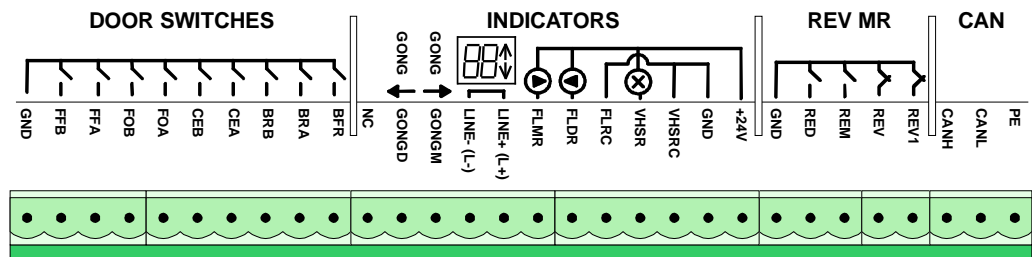 DOOR SWITCHES INDICATORS REV MR CAN
GONG GONG
88
GND FFB FFA FOB FOA CEB CEA BRB BRA BFR NC GONGD GONGM LINE- (L-) LINE+ (L+) FLMR FLDR FLRC VHSR VHSRC GND +24V GND RED REM REV REV1 CANH CANL PE